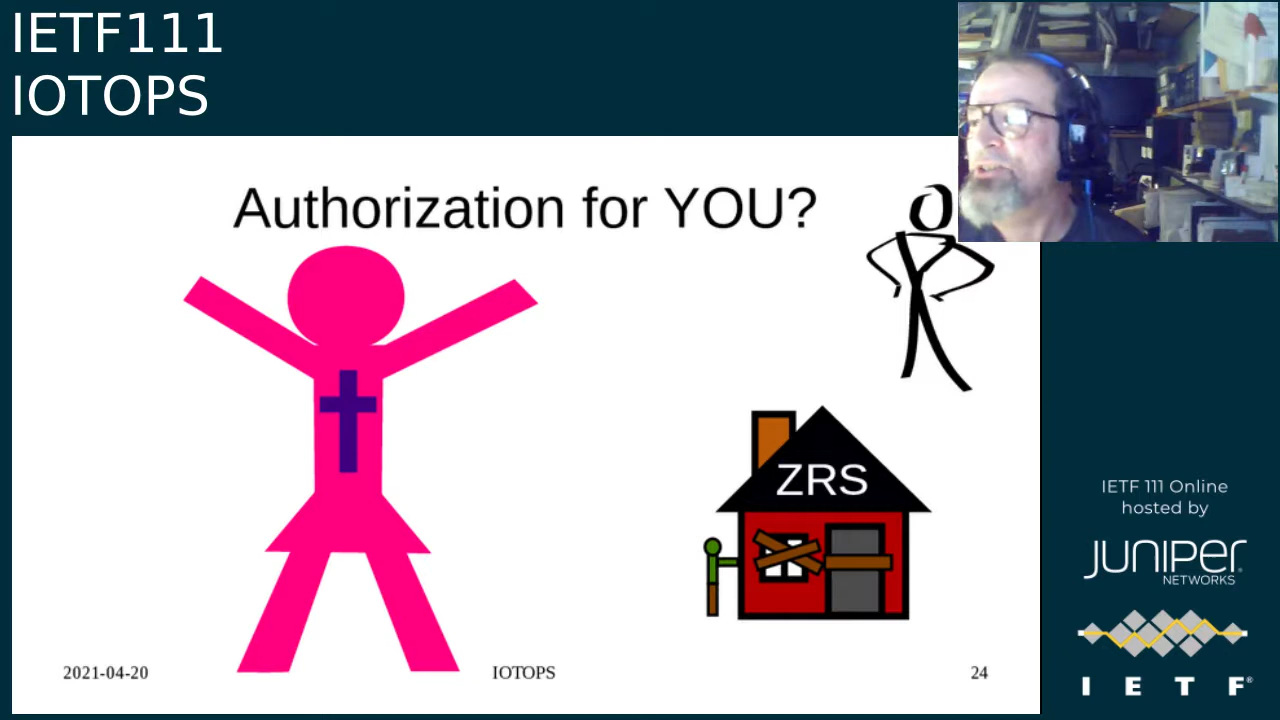 IETF111
IOTOPS
Authorization for YOU?
ZRS
2021-04-20
IOTOPS
24
IETF 111 Online
hosted by
JUNIPER
NETWORKS
I E T F®